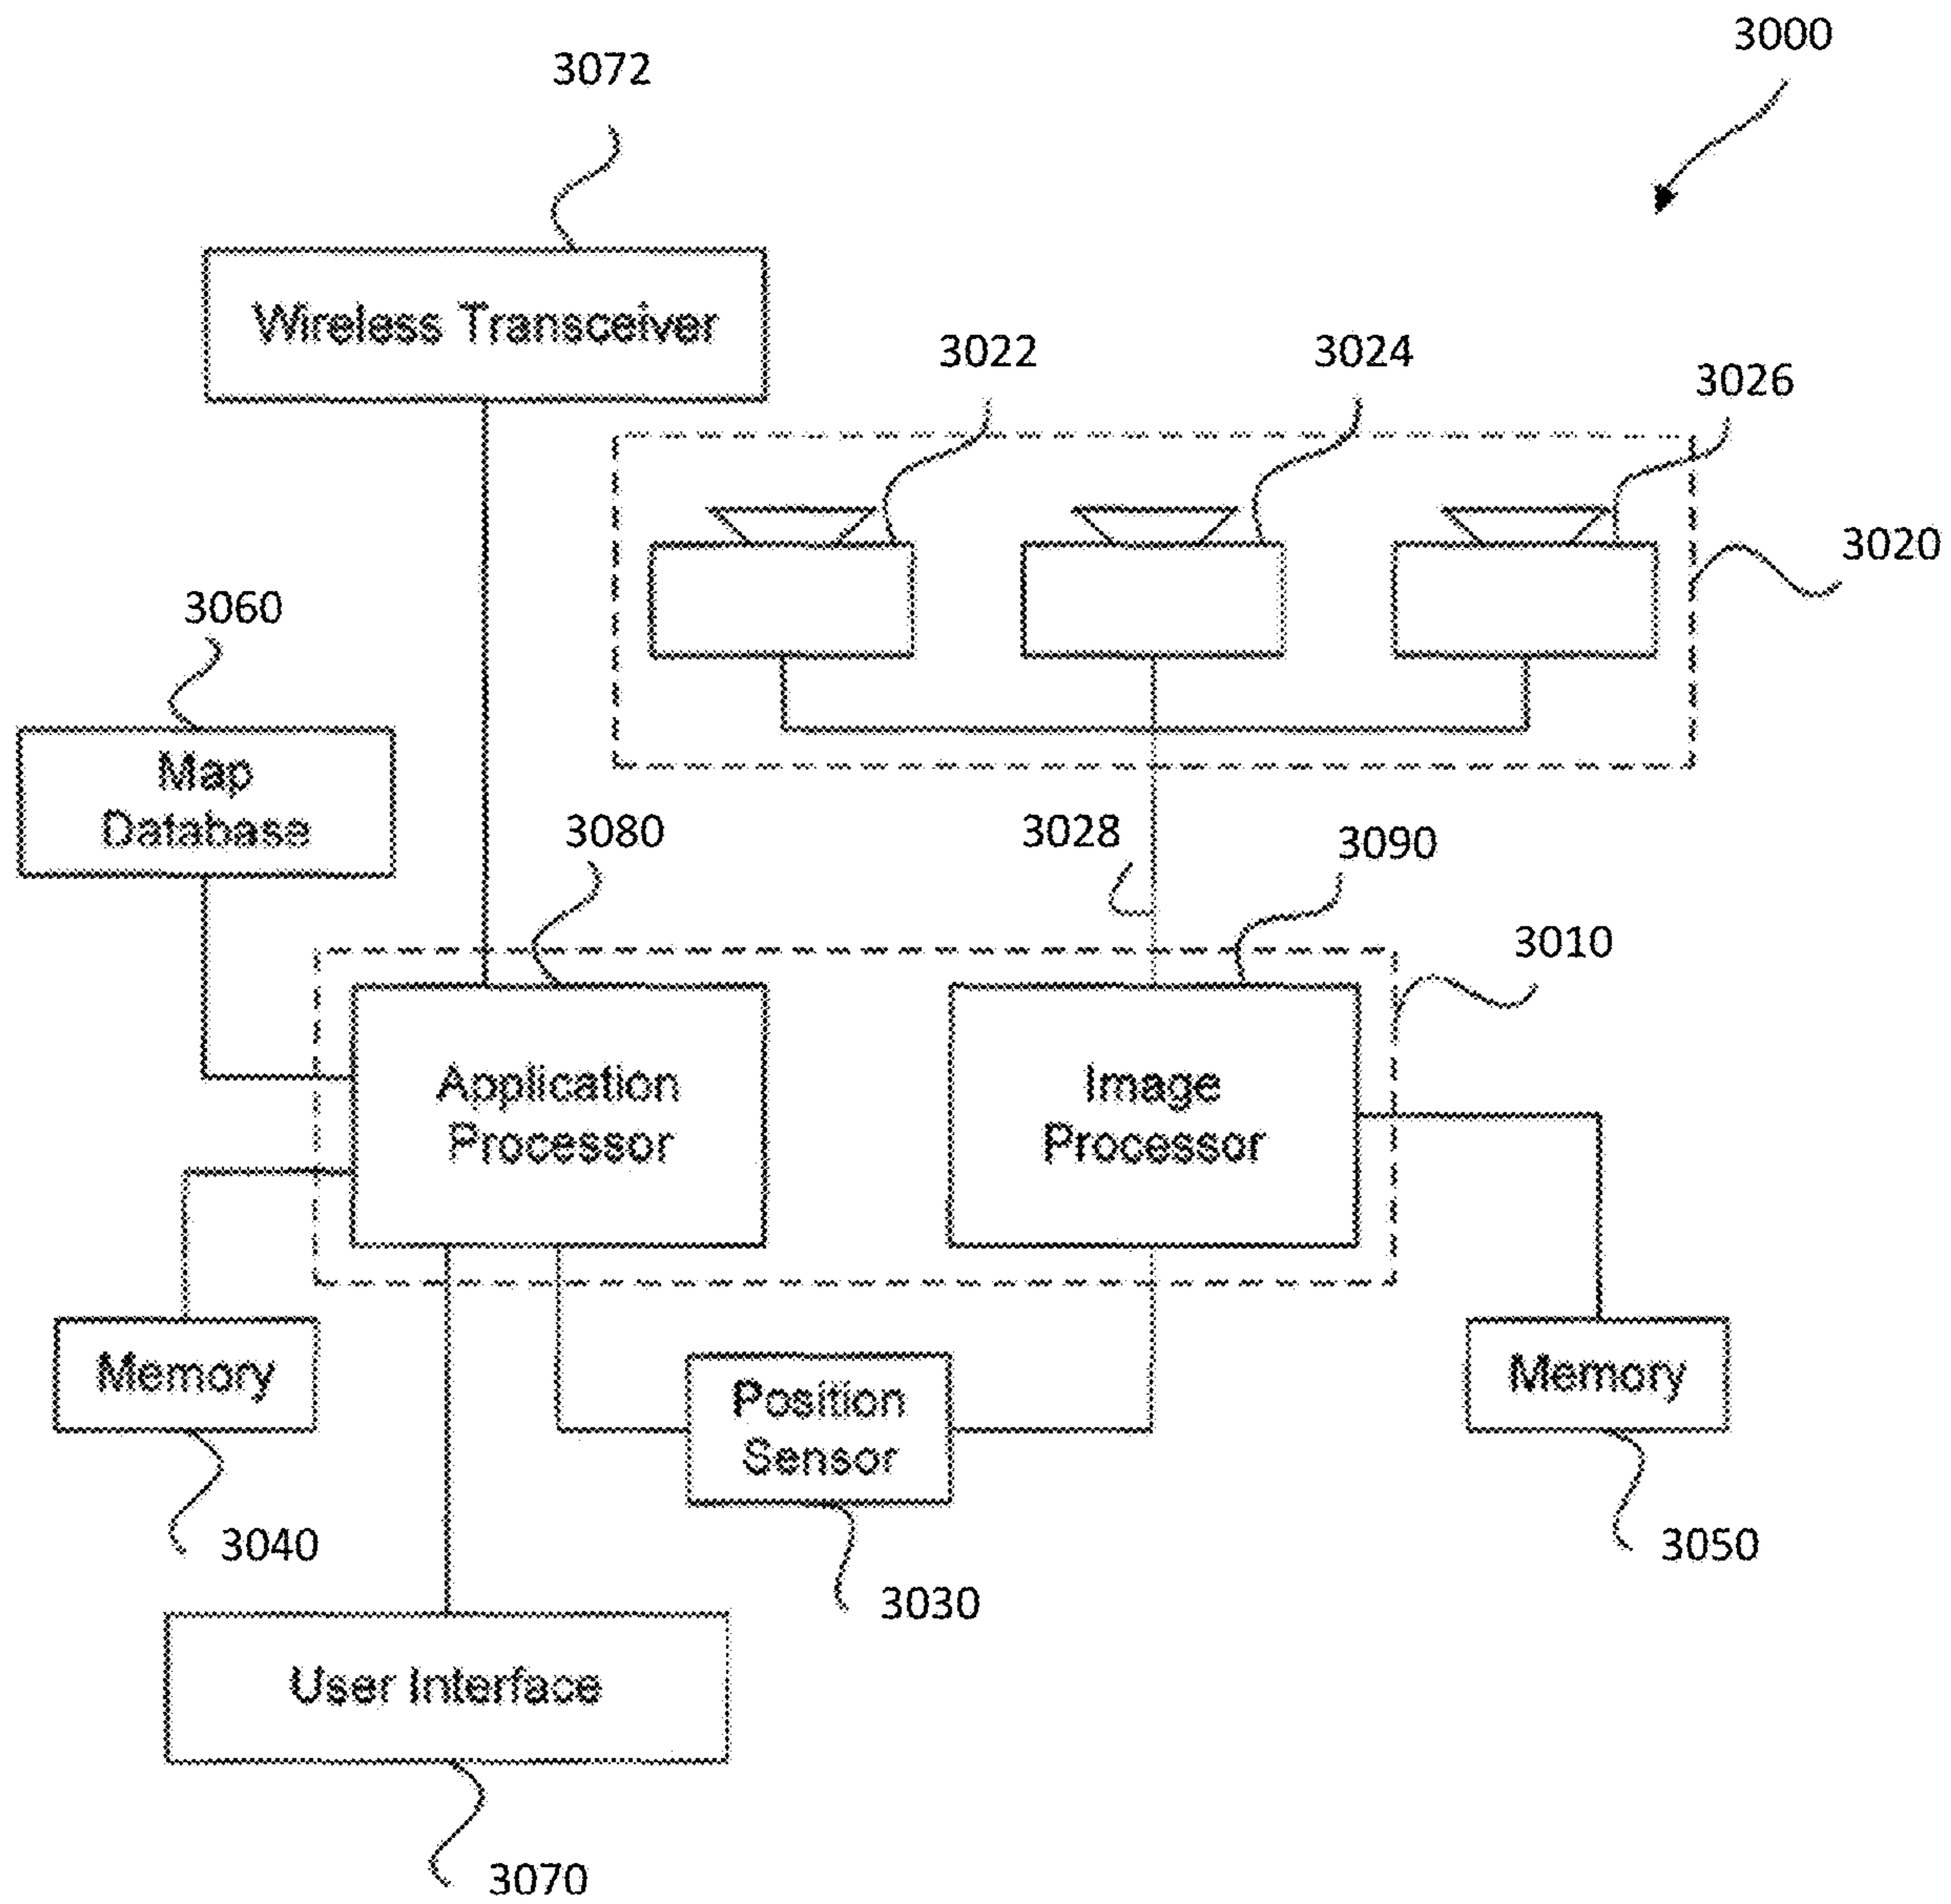 3000
3072
Wireless Transceiver
3022
3024
3026
3020
3060
Map
Database
3080
3028
3090
3010
Application
Processor
Image
Processor
Memory
Position
Sensor
Memory
3040
3030
3050
User Interface
3070